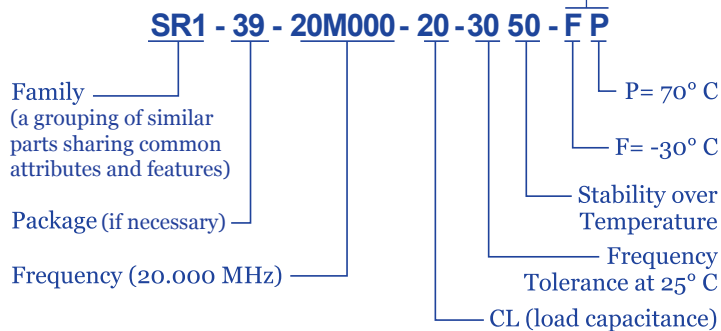 SR1 - 39 - 20M000 - 20 - 30 50 - F P
Family
(a grouping of similar
parts sharing common
attributes and features)
Package (if necessary)
Frequency (20.000 MHz)
P= 70° C
F= -30° C
Stability over
Temperature
Frequency
Tolerance at 25° C
CL (load capacitance)